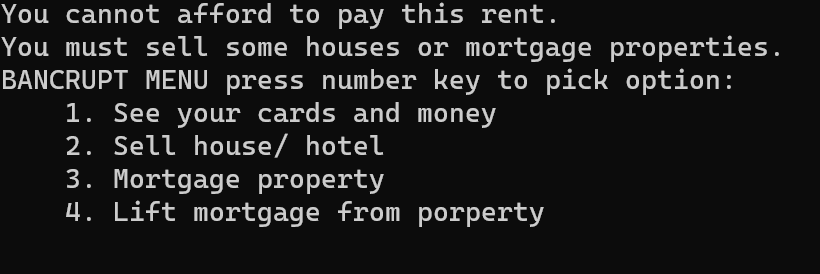 You cannot afford to pay this rent.
You must sell some houses or mortgage properties.
BANCRUPT MENU press number key to pick option:
1. See your cards and money
2. Sell house/ hotel
3. Mortgage property
4. Lift mortgage from porperty